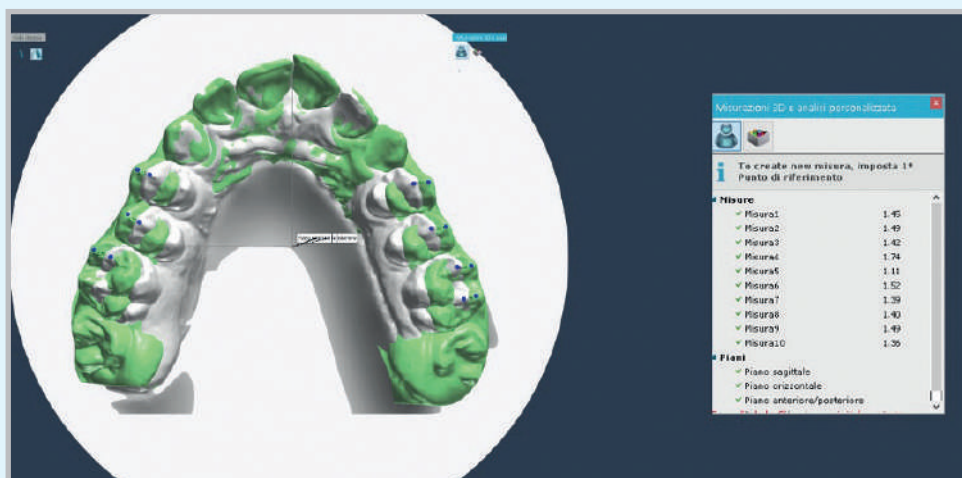 Misurazioni 3D e analisi personalizzata
To create new misura, imposta 1°
Punto di riferimento
Misure
Misura1 1.45
Misura2 1.49
Misura3 1.42
Misura4 1.74
Misura5 1.11
Misura6 1.52
Misura7 1.39
Misura8 1.40
Misura9 1.49
Misura10 1.36
Piani
Piano sagittale
Piano orizzontale
Piano anteriore/posteriore